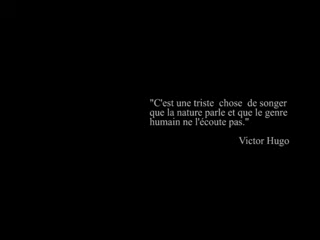 "C'est une triste chose de songer
que la nature parle et que le genre
humain ne l'écoute pas."
Victor Hugo